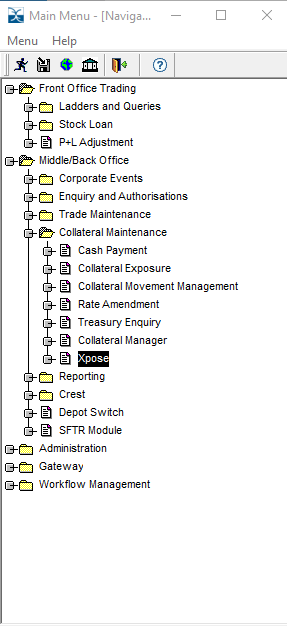 Main Menu - [Naviga...
Menu Help
?
Front Office Trading
Ladders and Queries
Stock Loan
P+L Adjustment
Middle/Back Office
Corporate Events
Enquiry and Authorisations
Trade Maintenance
Collateral Maintenance
Cash Payment
Collateral Exposure
Collateral Movement Management
Rate Amendment
Treasury Enquiry
Collateral Manager
Xpose
Reporting
Crest
Depot Switch
SFTR Module
Administration
Gateway
Workflow Management